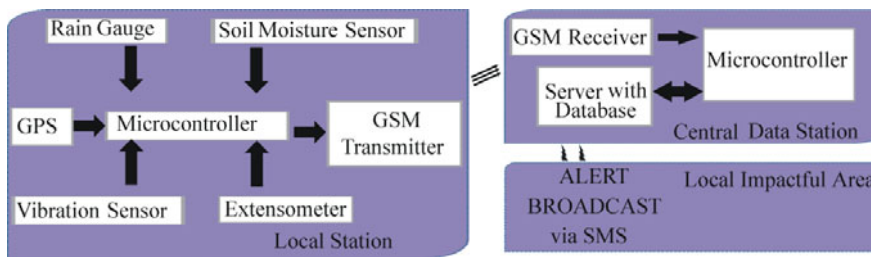 Rain Gauge
Soil Moisture Sensor
GPS
Microcontroller
GSM
Transmitter
Vibration Sensor
Extensometer
Local Station
GSM Receiver
Microcontroller
Server with
Database
Central Data Station
ALERT
BROADCAST
via SMS
Local Impactful Area